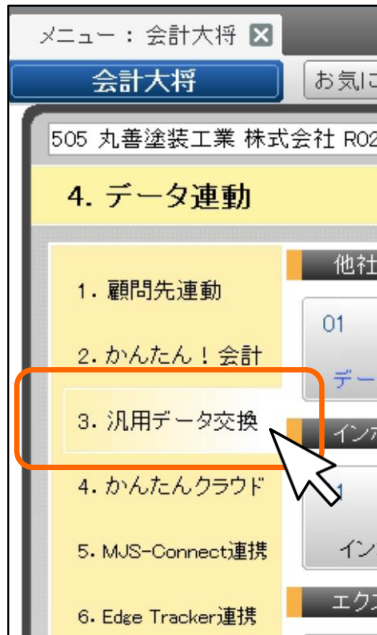 メニュー : 会計大将
会計大将
お気に
505 丸善塗装工業 株式会社 R02
4. データ連動
1. 顧問先連動
2. かんたん！会計
3. 汎用データ交換
4. かんたんクラウド
5. MJS-Connect連携
6. Edge Tracker連携
他社
01
デー
インポ
1
イン
エクス